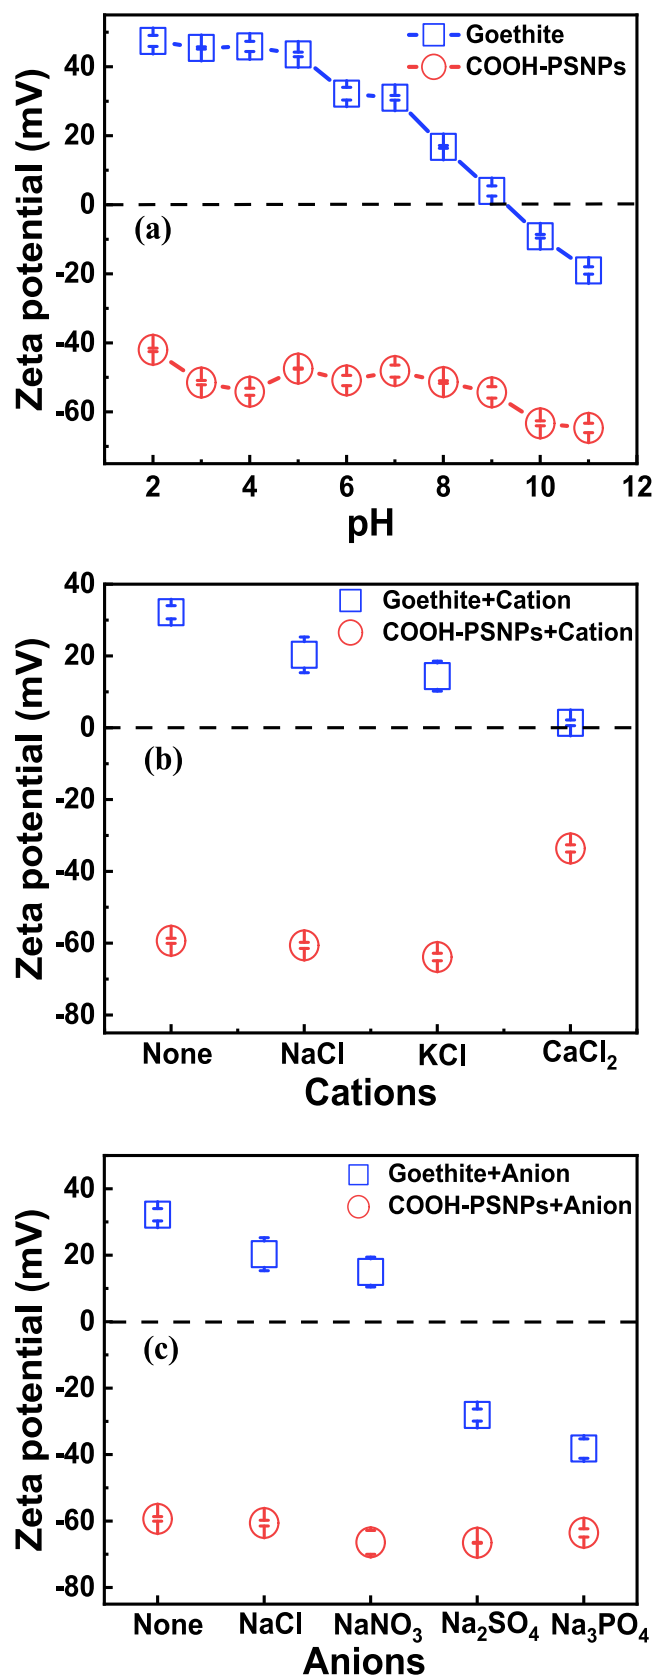 Goethite
COOH-PSNPs
40
20
0
-20
-40
-60
Zeta potential (mV)
(a)
2 4 6 8 10 12
pH
Goethite+Cation
COOH-PSNPs+Cation
40
20
0
-20
-40
-60
-80
Zeta potential (mV)
(b)
None NaCl KCl CaCl₂
Cations
Goethite+Anion
COOH-PSNPs+Anion
40
20
0
-20
-40
-60
-80
Zeta potential (mV)
(c)
None NaCl NaNO₃ Na₂SO₄ Na₃PO₄
Anions